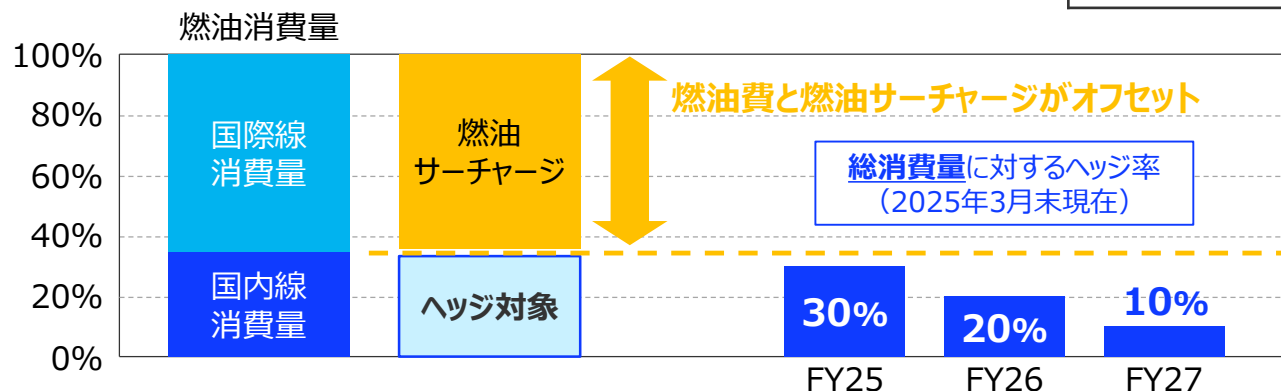 燃油消費量
100%
80%
60%
40%
20%
0%
国際線
消費量
国内線
消費量
燃油
サーチャージ
ヘッジ対象
燃油費と燃油サーチャージがオフセット
総消費量に対するヘッジ率
（2025年3月末現在）
30%
20%
10%
FY25
FY26
FY27